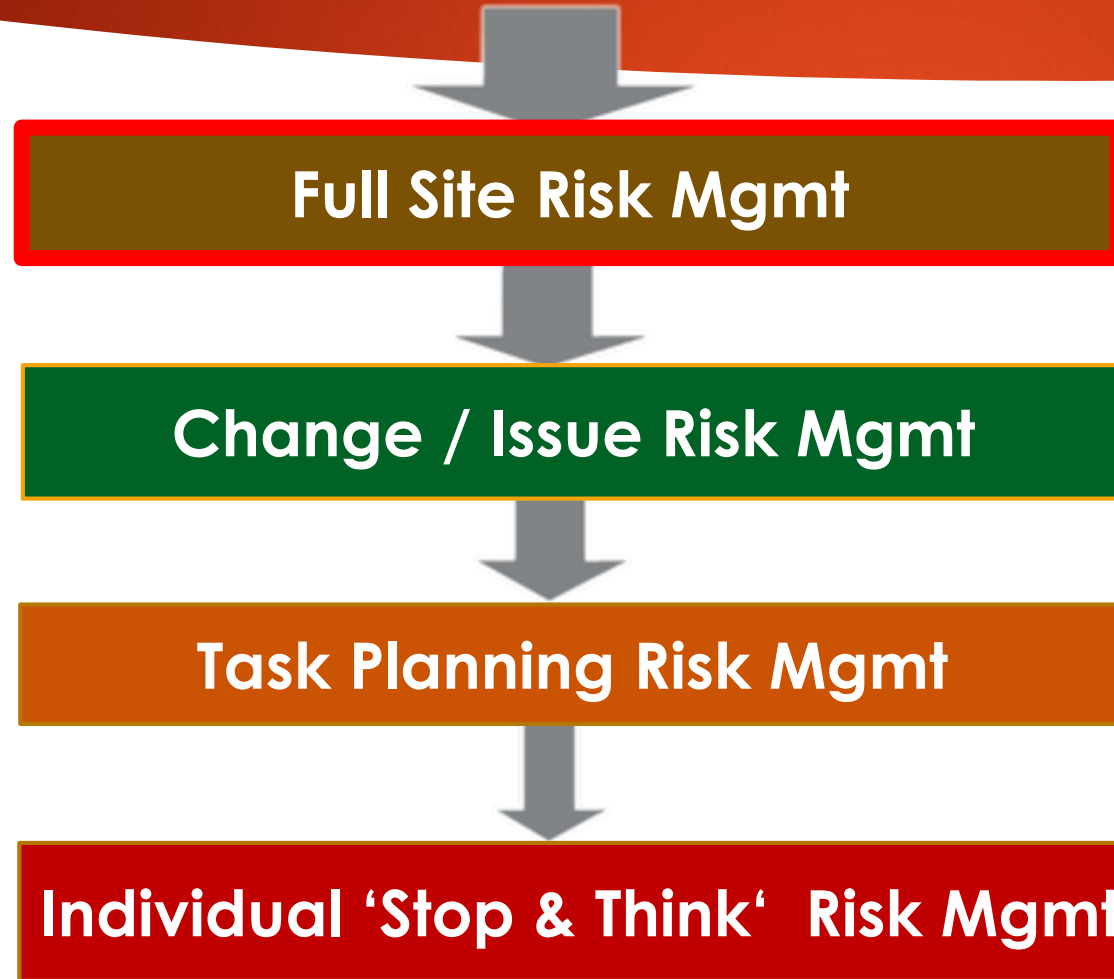 Full Site Risk Mgmt
Change / Issue Risk Mgmt
Task Planning Risk Mgmt
Individual ‘Stop & Think‘ Risk Mgmt